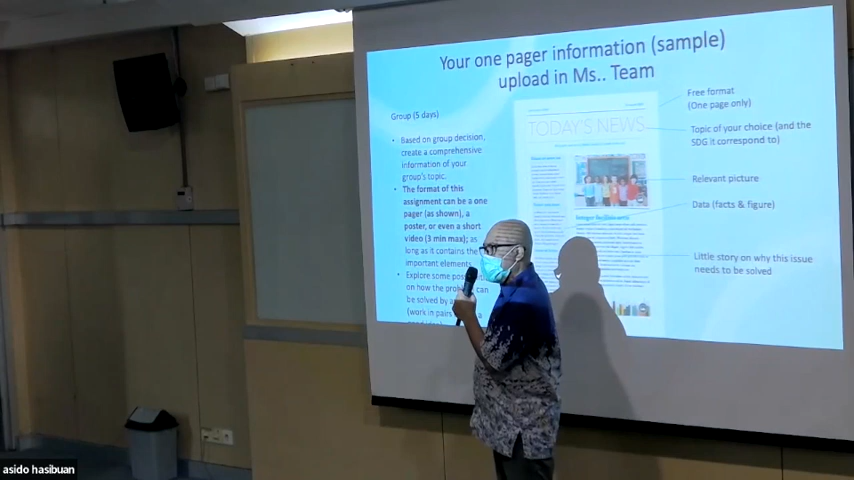 Your one pager information (sample)
upload in Ms.. Team
Group (5 days)
• Based on group decision,
create a comprehensive
information of your
group's topic.
• The format of this
assignment can be a one
pager (as shown), a
poster, or even a short
video (3 min max); as
long as it contains the
important elements.
• Explore some
on how the can
be solved by
(work in pairs a
TODAY'S NEWS
Free format
(One page only)
Topic of your choice (and the
SDG it correspond to)
Relevant picture
Data (facts & figure)
Little story on why this issue
needs to be solved
asido hasibuan